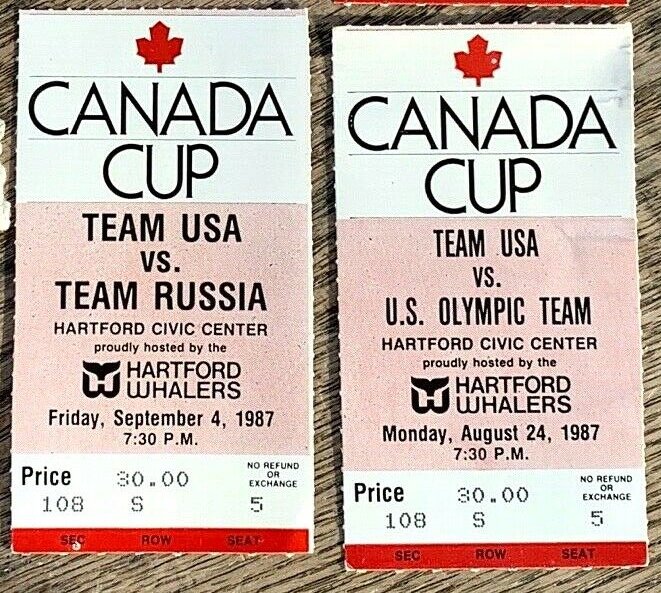 CANADA
CUP
TEAM USA
VS.
TEAM RUSSIA
HARTFORD CIVIC CENTER
proudly hosted by the
HARTFORD
WHALERS
Friday, September 4, 1987
7:30 P.M.
Price 30.00 NO REFUND
OR
EXCHANGE
108 S 5
SEC ROW SEAT
CANADA
CUP
TEAM USA
VS.
U.S. OLYMPIC TEAM
HARTFORD CIVIC CENTER
proudly hosted by the
HARTFORD
WHALERS
Monday, August 24, 1987
7:30 P.M.
Price 30.00 NO REFUND
OR
EXCHANGE
108 S 5
SEC ROW SEAT